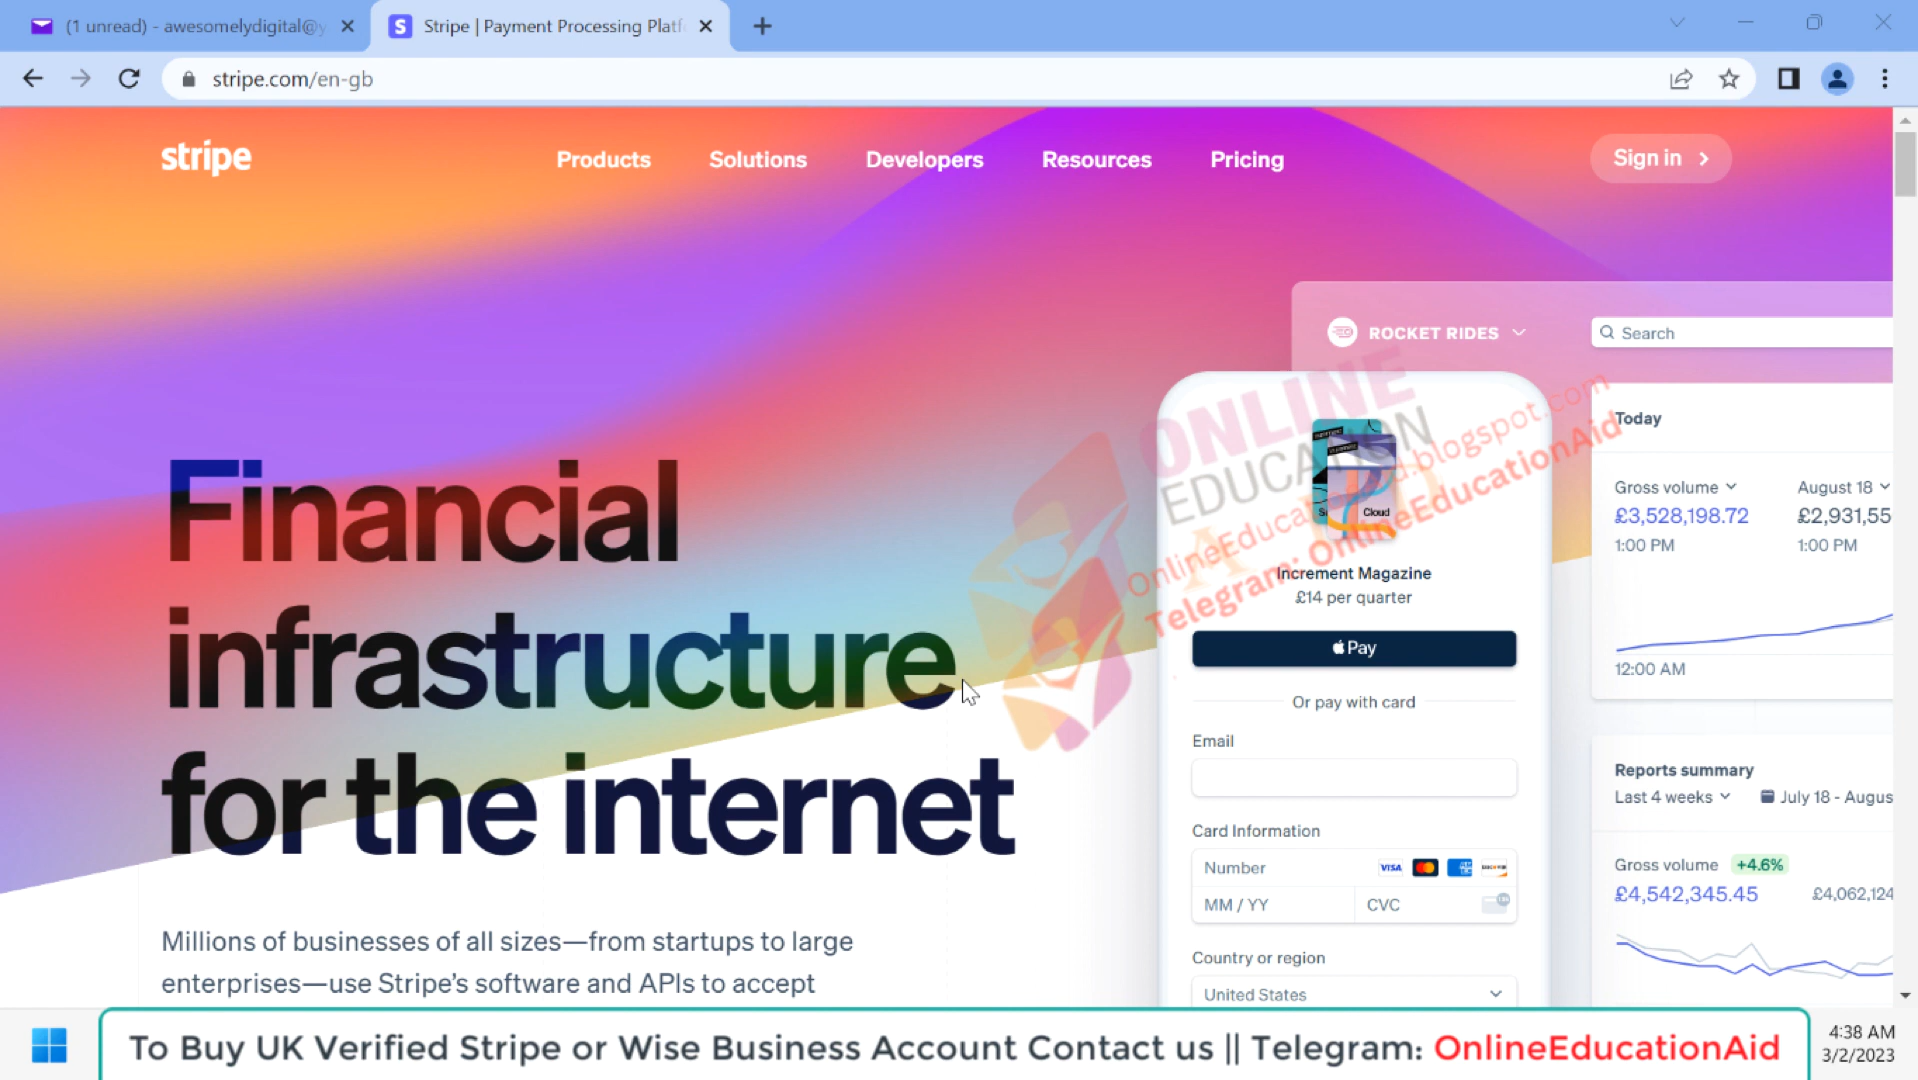 (1 unread) - awesomelydigital@y
Stripe | Payment Processing Platf
stripe.com/en-gb
stripe
Products
Solutions
Developers
Resources
Pricing
Sign in
ROCKET RIDES
Search
Financial
infrastructure
for the internet
Millions of businesses of all sizes—from startups to large
enterprises—use Stripe's software and APIs to accept
ONLINE
EDUCATION
Telegram: OnlineEducationAid
Cloud
Increment Magazine
£14 per quarter
Pay
Or pay with card
Email
Card Information
Number
VISA
MM / YY
CVC
Country or region
United States
Today
Gross volume
August 18
£3,528,198.72
£2,931,55
1:00 PM
1:00 PM
12:00 AM
Reports summary
Last 4 weeks
July 18 - Augus
Gross volume +4.6%
£4,542,345.45
£4,062,124
To Buy UK Verified Stripe or Wise Business Account Contact us || Telegram: OnlineEducationAid
4:38 AM
3/2/2023